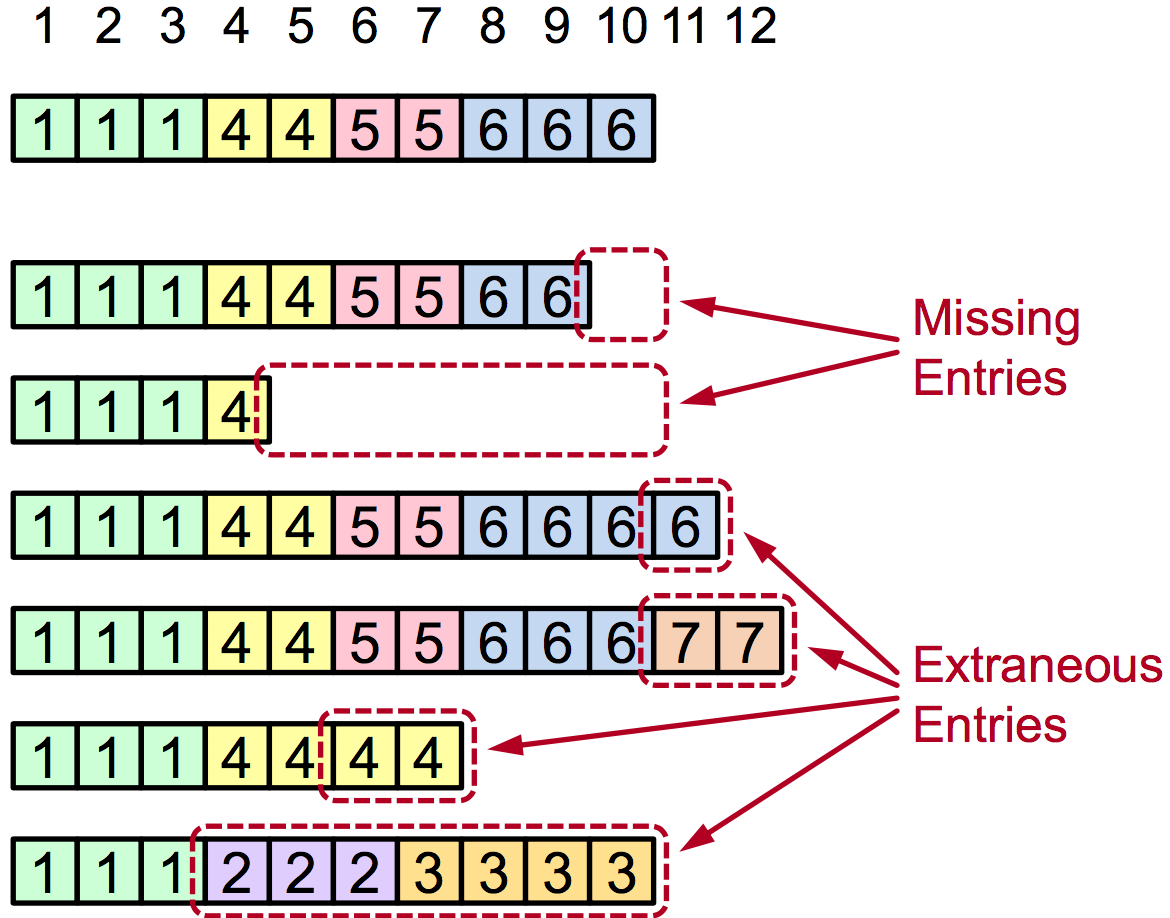 1 2 3 4 5 6 7 8 9 10 11 12
1 1 1 4 4 5 5 6 6 6
1 1 1 4 4 5 5 6 6
Missing
Entries
1 1 1 4
1 1 1 4 4 5 5 6 6 6 6
1 1 1 4 4 5 5 6 6 6 7 7
Extraneous
Entries
1 1 1 4 4 4 4
1 1 1 2 2 2 3 3 3 3